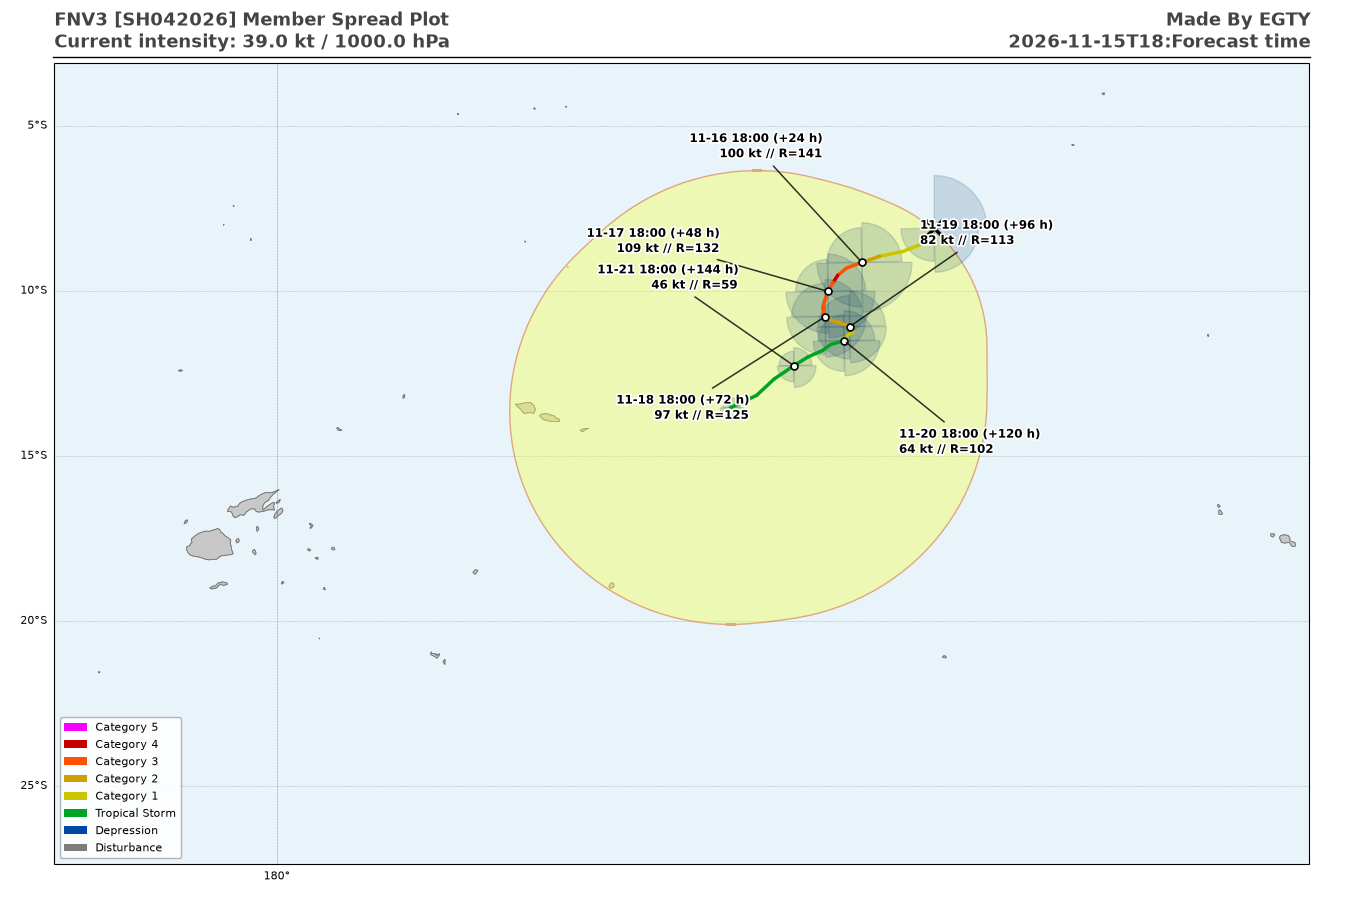 FNV3 [SH042026] Member Spread Plot
Current intensity: 39.0 kt / 1000.0 hPa
Made By EGTY
2026-11-15T18:Forecast time
5°S
10°S
15°S
20°S
25°S
180°
11-16 18:00 (+24 h)
100 kt // R=141
11-17 18:00 (+48 h)
109 kt // R=132
11-21 18:00 (+144 h)
46 kt // R=59
11-19 18:00 (+96 h)
82 kt // R=113
11-18 18:00 (+72 h)
97 kt // R=125
11-20 18:00 (+120 h)
64 kt // R=102
Category 5
Category 4
Category 3
Category 2
Category 1
Tropical Storm
Depression
Disturbance